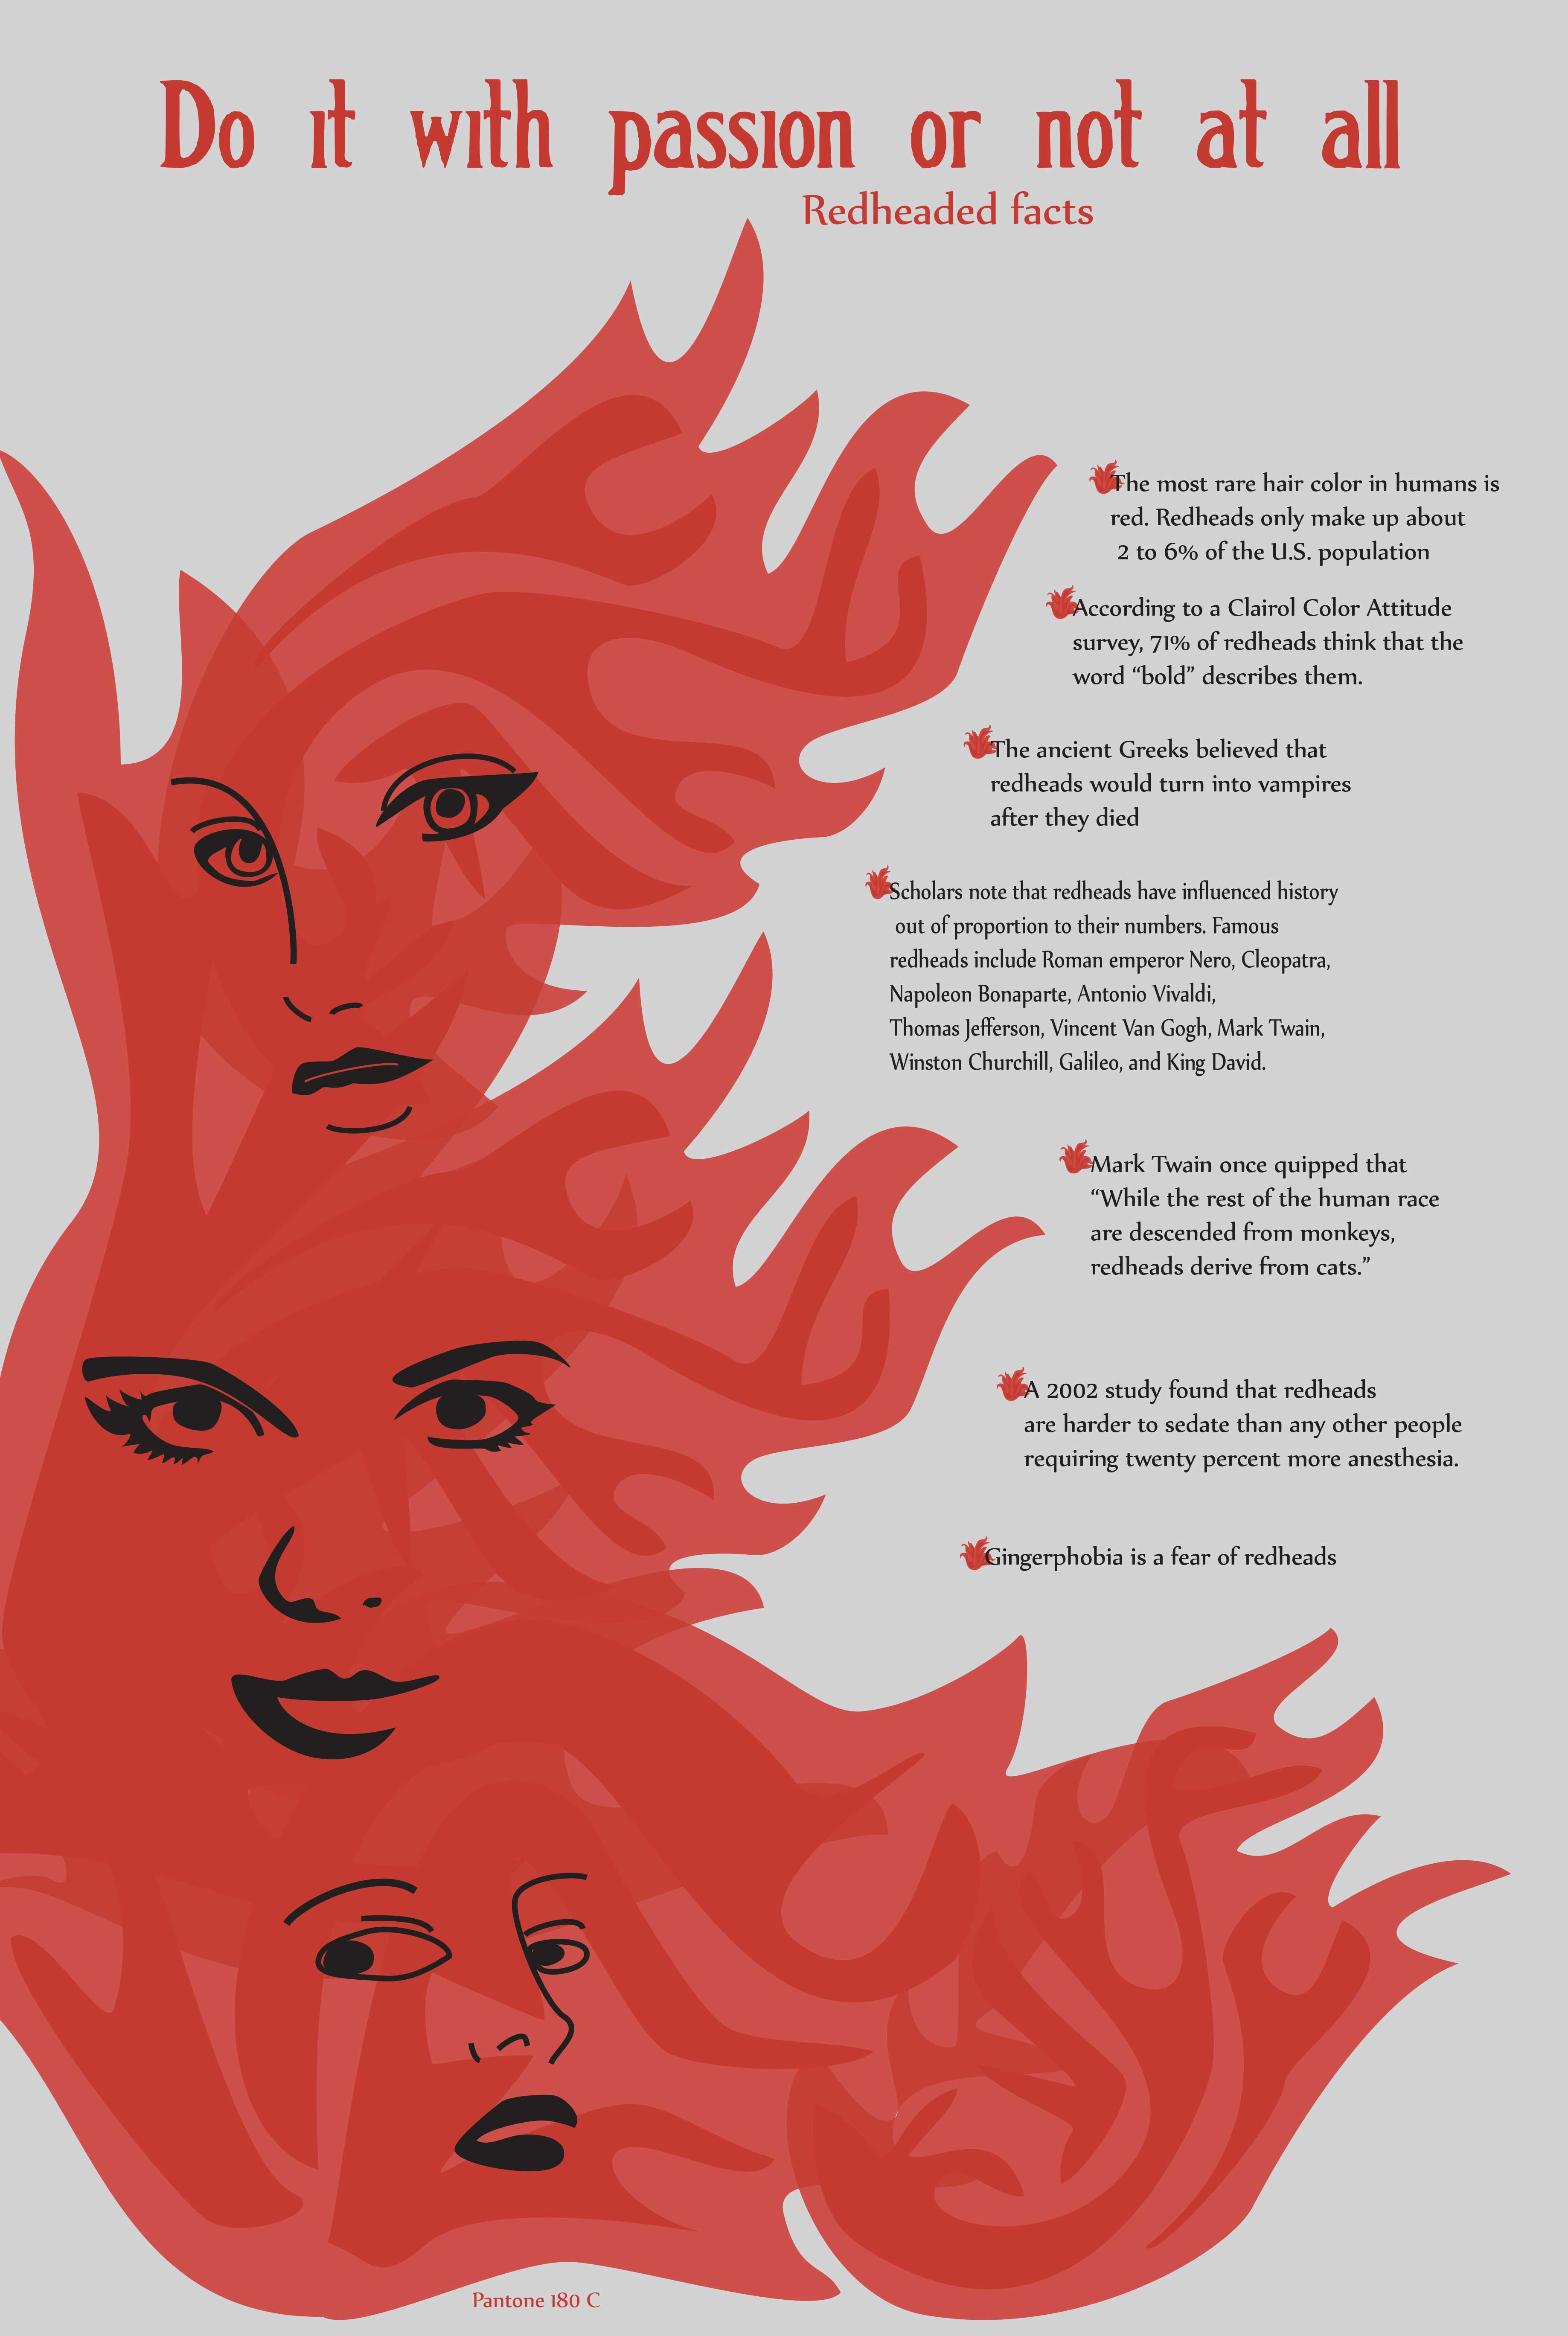 Do it with passion or not at all
Redheaded facts
The most rare hair color in humans is
red. Redheads only make up about
2 to 6% of the U.S. population
According to a Clairol Color Attitude
survey, 71% of redheads think that the
word “bold” describes them.
The ancient Greeks believed that
redheads would turn into vampires
after they died
Scholars note that redheads have influenced history
out of proportion to their numbers. Famous
redheads include Roman emperor Nero, Cleopatra,
Napoleon Bonaparte, Antonio Vivaldi,
Thomas Jefferson, Vincent Van Gogh, Mark Twain,
Winston Churchill, Galileo, and King David.
Mark Twain once quipped that
“While the rest of the human race
are descended from monkeys,
redheads derive from cats.”
A 2002 study found that redheads
are harder to sedate than any other people
requiring twenty percent more anesthesia.
Gingerphobia is a fear of redheads
Pantone 180 C